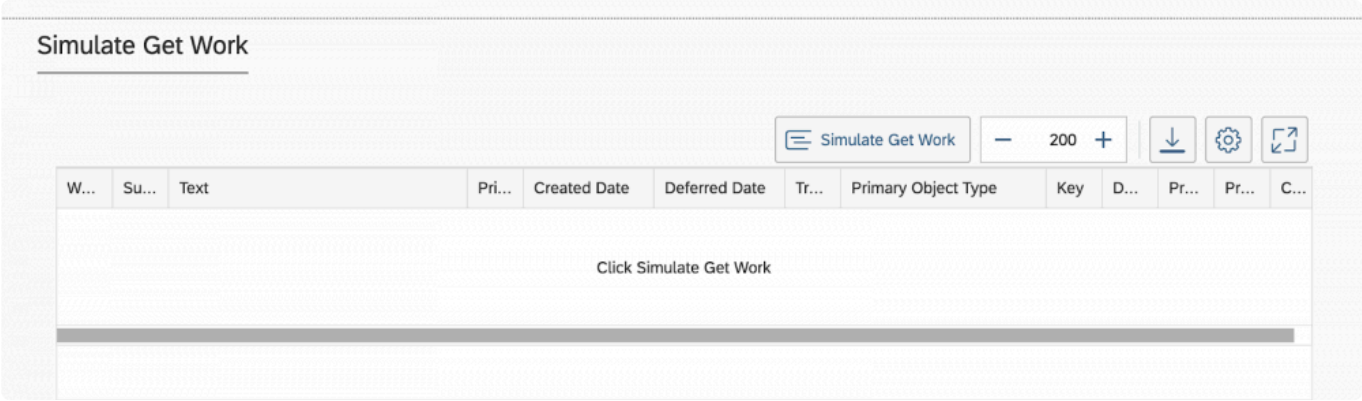 Simulate Get Work
Simulate Get Work 200
W... Su... Text Pri... Created Date Deferred Date Tr... Primary Object Type Key D... Pr... Pr... C...
Click Simulate Get Work